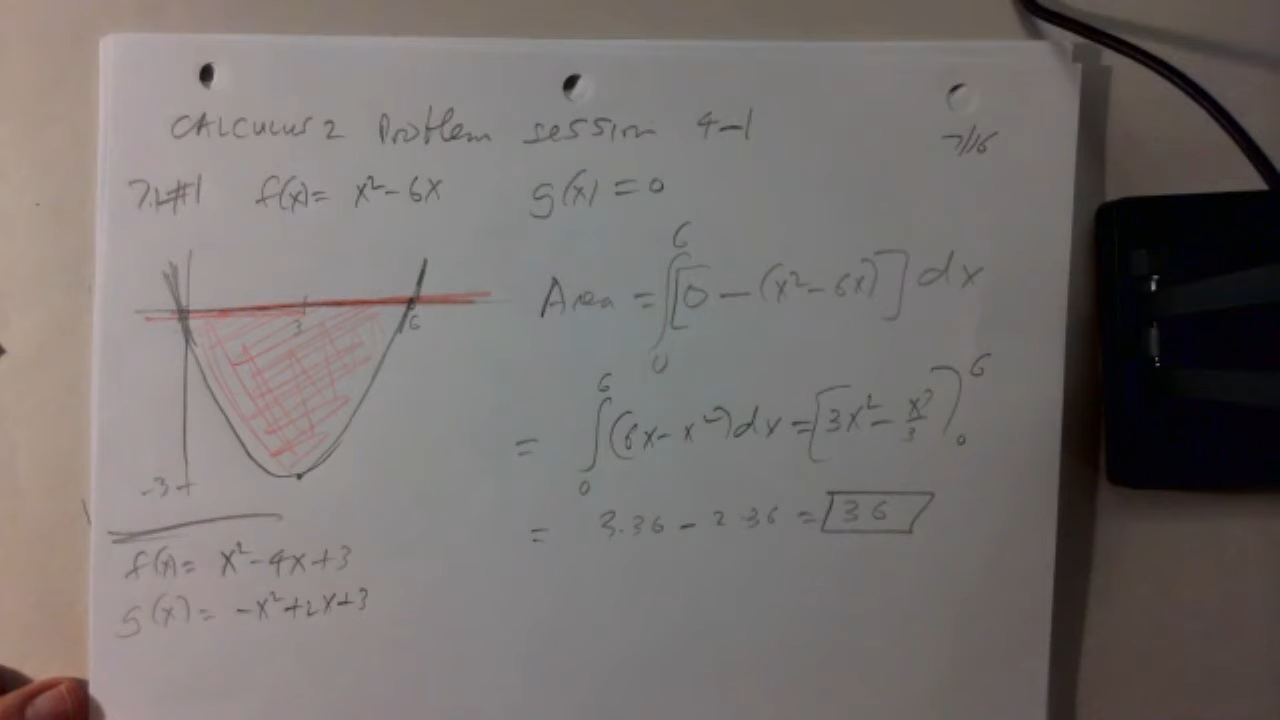 CALCULUS 2 Problem session 4-1
7/16
7.1#1 f(x)= x²-6x g(x)=0
Area = ∫₀⁶ [0-(x²-6x)] dx
3 6
= ∫₀⁶ (6x-x²)dx = [3x²-x³/3]₀⁶
-3
= 3·36 - 2·36 = 36
f(x)= x²-4x+3
g(x)= -x²+2x+3